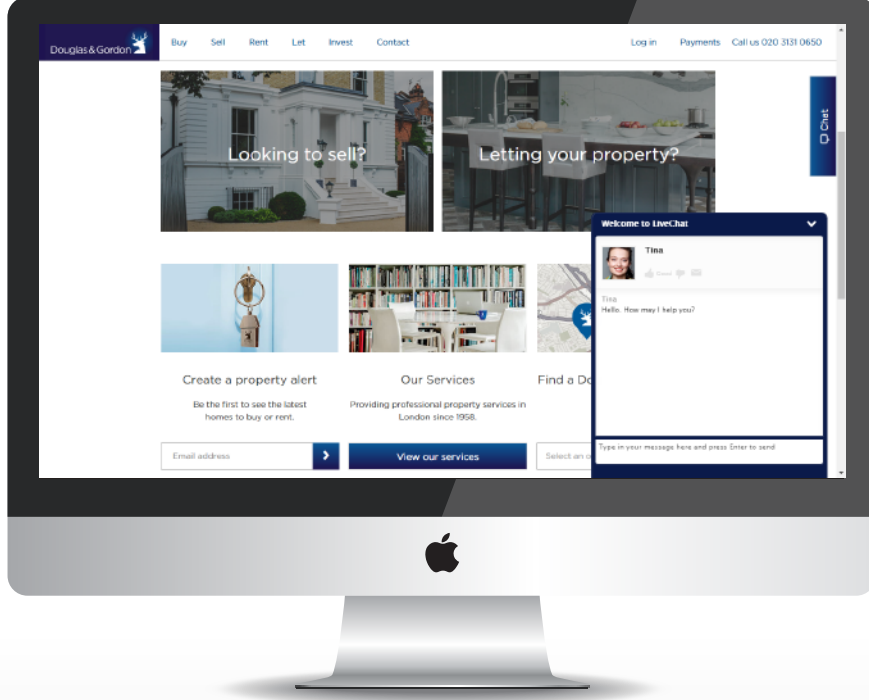 Douglas & Gordon
Buy Sell Rent Let Invest Contact
Log in Payments Call us 020 3131 0650
Chat
Looking to sell?
Letting your property?
Welcome to LiveChat
Tina
Tina
Hello. How may I help you?
Type in your message here and press Enter to send
Create a property alert
Be the first to see the latest
homes to buy or rent.
Email address
Our Services
Providing professional property services in
London since 1958.
View our services
Find a Do
Select an o